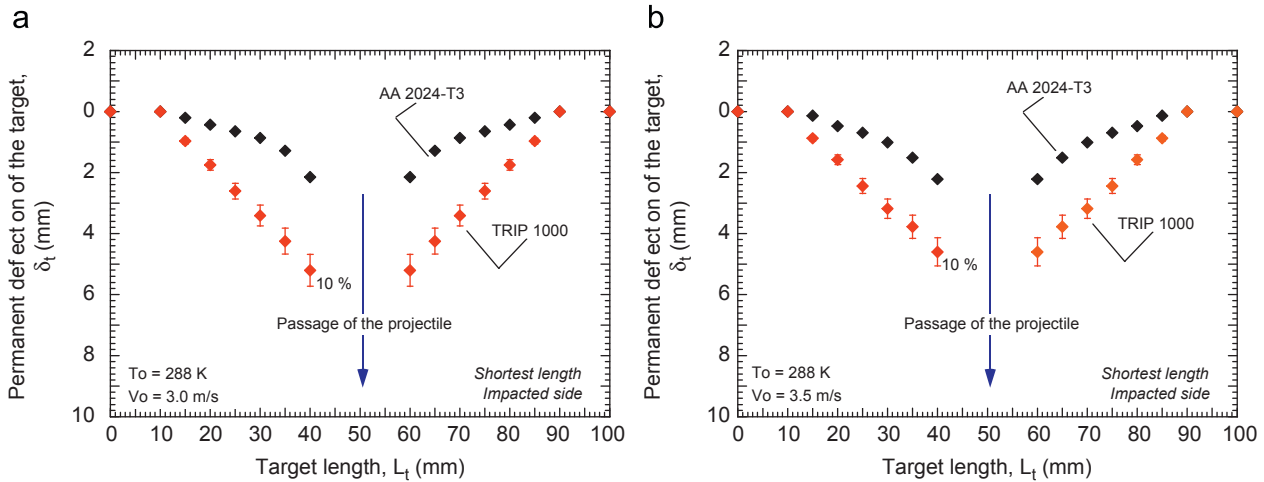 a
2
0
2
4
6
8
10
Permanent def ect on of the target,
δt (mm)
AA 2024-T3
TRIP 1000
10 %
Passage of the projectile
To = 288 K
Vo = 3.0 m/s
Shortest length
Impacted side
0 10 20 30 40 50 60 70 80 90 100
Target length, Lt (mm)
b
2
0
2
4
6
8
10
Permanent def ect on of the target,
δt (mm)
AA 2024-T3
TRIP 1000
10 %
Passage of the projectile
To = 288 K
Vo = 3.5 m/s
Shortest length
Impacted side
0 10 20 30 40 50 60 70 80 90 100
Target length, Lt (mm)